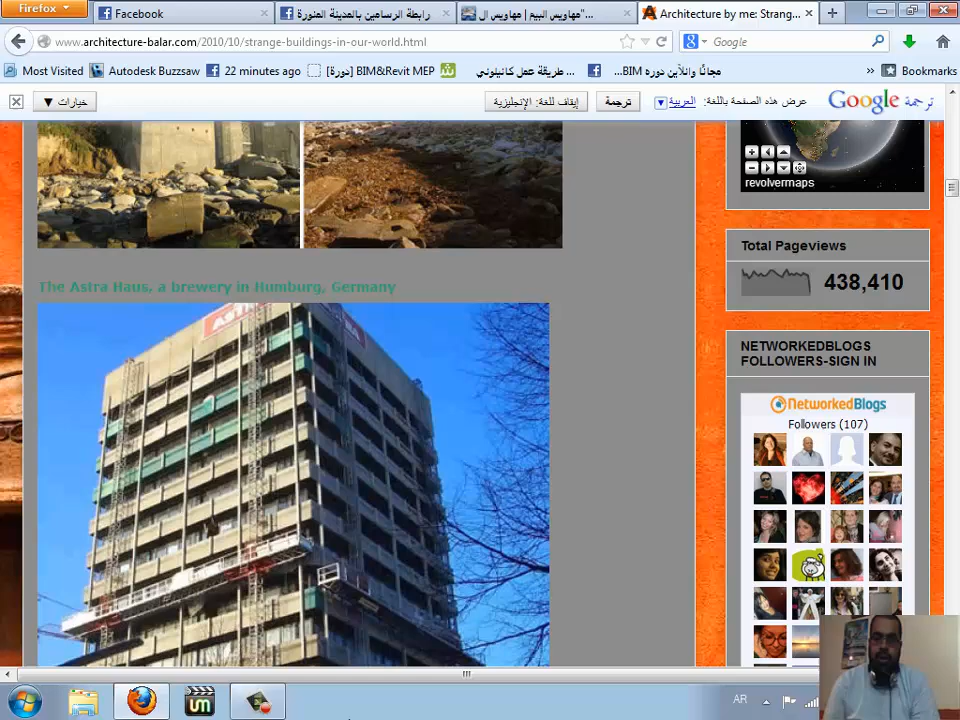 Firefox
Facebook
رابطة الرساميين بالمدينة المنورة
مهاويس البيم | مهاويس ال"...
Architecture by me: Strang...
www.architecture-balar.com/2010/10/strange-buildings-in-our-world.html
Google
Most Visited
Autodesk Buzzsaw
22 minutes ago
[دورة] BIM&Revit MEP
طريقة عمل كانيلوني...
مجانًا واونلاين دوره BIM...
Bookmarks
خيارات ▼
إيقاف للغة: الإنجليزية
ترجمة
العربية
عرض هذه الصفحة باللغة:
Google ترجمة
revolvermaps
Total Pageviews
438,410
The Astra Haus, a brewery in Humburg, Germany
NETWORKEDBLOGS
FOLLOWERS-SIGN IN
NetworkedBlogs
Followers (107)
um
AR